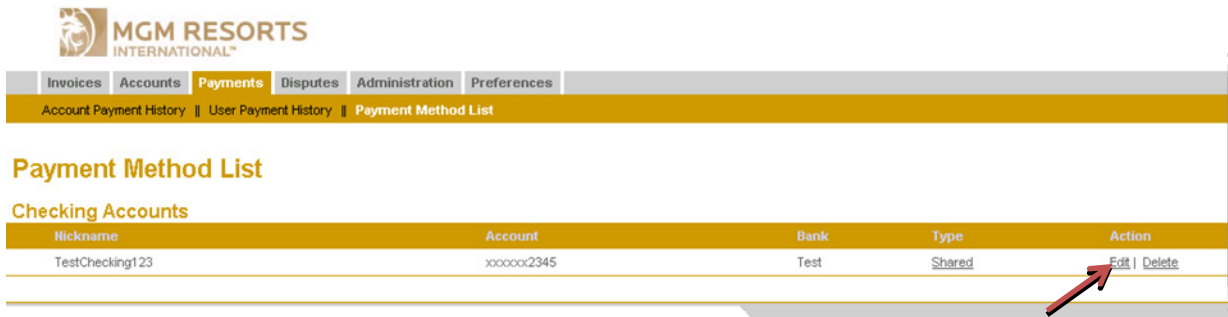 MGM RESORTS
INTERNATIONAL™
Invoices Accounts Payments Disputes Administration Preferences
Account Payment History || User Payment History || Payment Method List
Payment Method List
Checking Accounts
Nickname Account Bank Type Action
TestChecking123 xxxxxx2345 Test Shared Edit | Delete